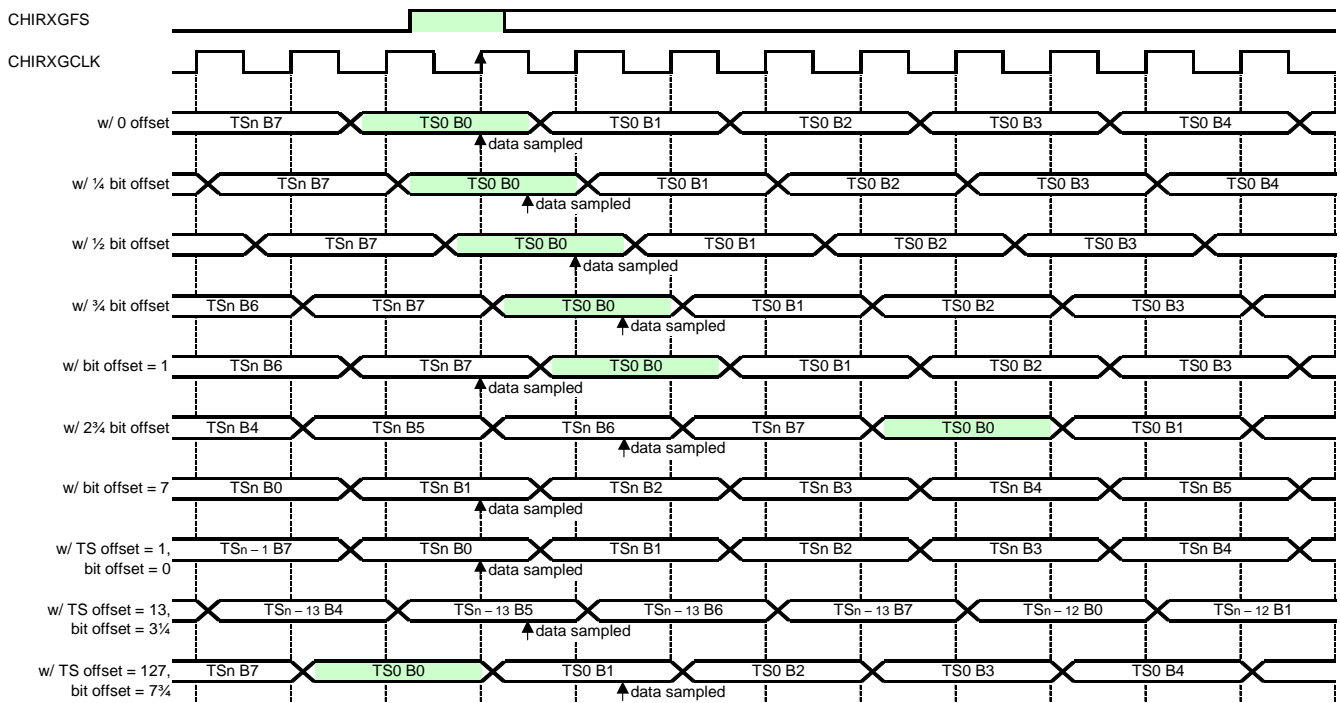 CHIRXGFS
CHIRXGCLK
w/ 0 offset TSn B7 TS0 B0 TS0 B1 TS0 B2 TS0 B3 TS0 B4
data sampled
w/ ¼ bit offset TSn B7 TS0 B0 TS0 B1 TS0 B2 TS0 B3 TS0 B4
data sampled
w/ ½ bit offset TSn B7 TS0 B0 TS0 B1 TS0 B2 TS0 B3
data sampled
w/ ¾ bit offset TSn B6 TSn B7 TS0 B0 TS0 B1 TS0 B2 TS0 B3
data sampled
w/ bit offset = 1 TSn B6 TSn B7 TS0 B0 TS0 B1 TS0 B2 TS0 B3
data sampled
w/ 2¾ bit offset TSn B4 TSn B5 TSn B6 TSn B7 TS0 B0 TS0 B1
data sampled
w/ bit offset = 7 TSn B0 TSn B1 TSn B2 TSn B3 TSn B4 TSn B5
data sampled
w/ TS offset = 1, TSn – 1 B7 TSn B0 TSn B1 TSn B2 TSn B3 TSn B4
bit offset = 0 data sampled
w/ TS offset = 13, TSn – 13 B4 TSn – 13 B5 TSn – 13 B6 TSn – 13 B7 TSn – 12 B0 TSn – 12 B1
bit offset = 3¼ data sampled
w/ TS offset = 127, TSn B7 TS0 B0 TS0 B1 TS0 B2 TS0 B3 TS0 B4
bit offset = 7¾ data sampled